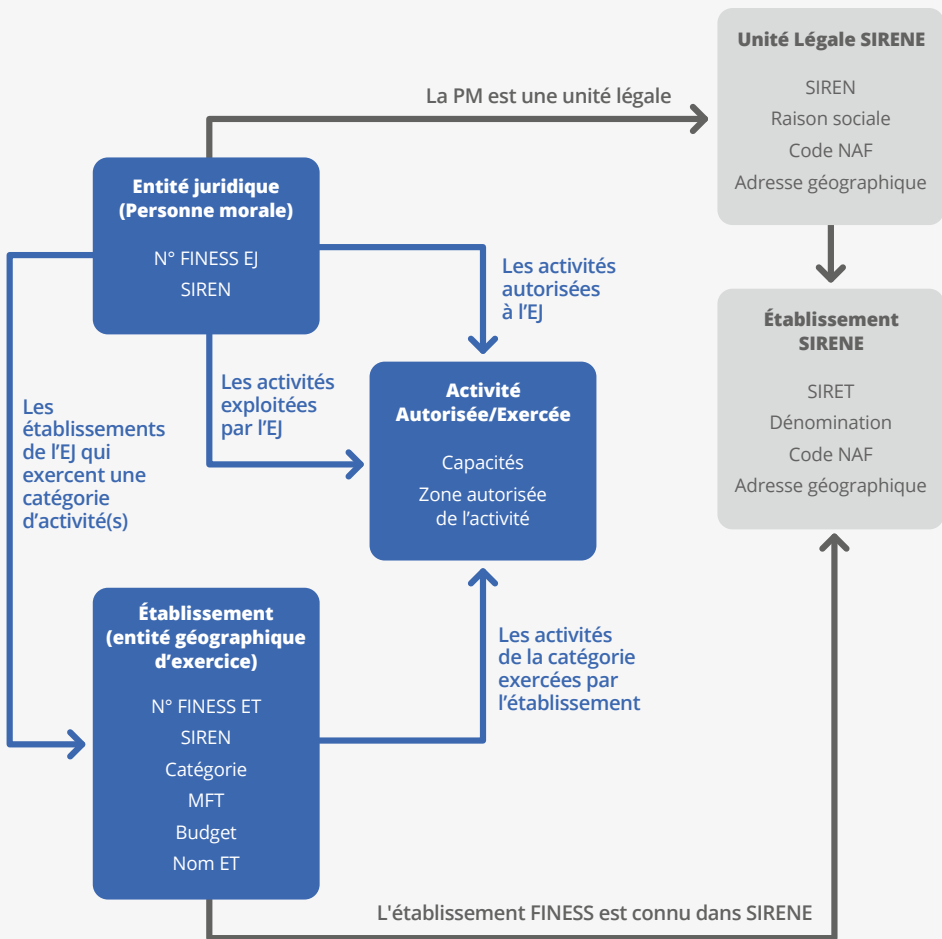 Unité Légale SIRENE
SIREN
Raison sociale
Code NAF
Adresse géographique
La PM est une unité légale
Entité juridique
(Personne morale)
N° FINESS EJ
SIREN
Les activités
autorisées
à l'EJ
Établissement
SIRENE
SIRET
Dénomination
Code NAF
Adresse géographique
Les activités
exploitées
par l'EJ
Activité
Autorisée/Exercée
Capacités
Zone autorisée
de l'activité
Les
établissements
de l'EJ qui
exercent une
catégorie
d'activité(s)
Établissement
(entité géographique
d'exercice)
N° FINESS ET
SIREN
Catégorie
MFT
Budget
Nom ET
Les activités
de la catégorie
exercées par
l'établissement
L'établissement FINESS est connu dans SIRENE